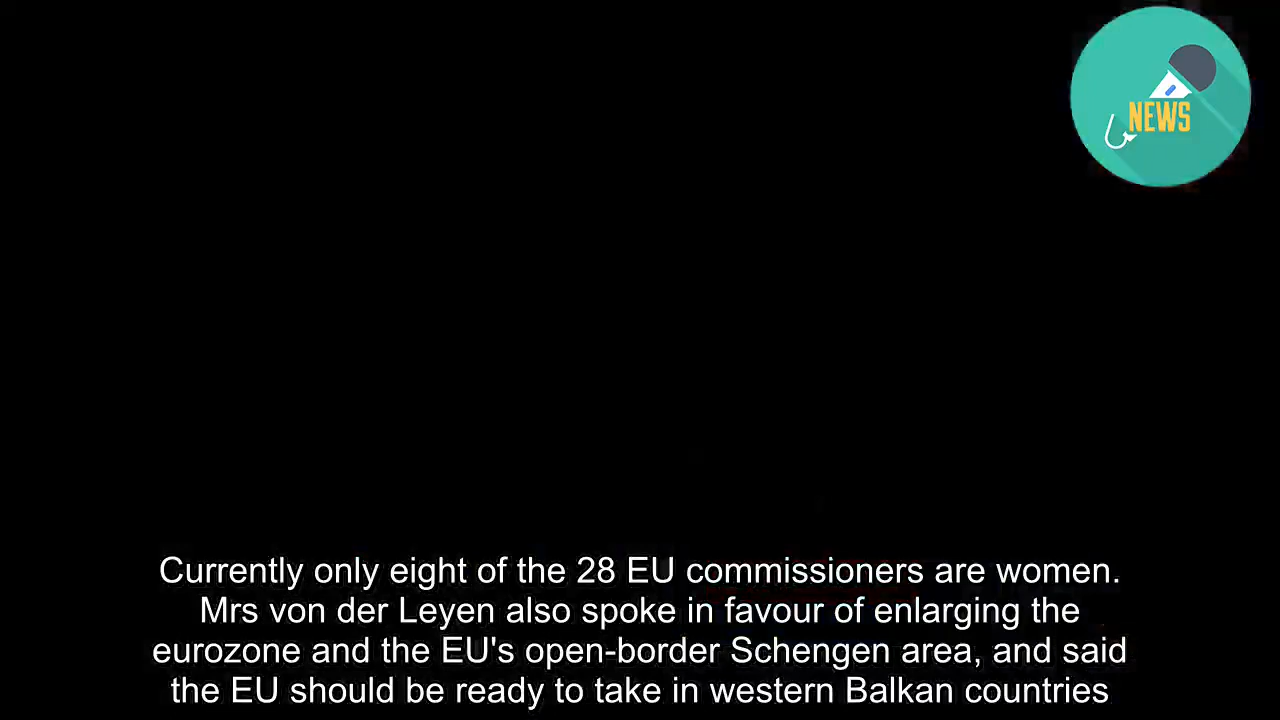 NEWS
Currently only eight of the 28 EU commissioners are women.
Mrs von der Leyen also spoke in favour of enlarging the
eurozone and the EU's open-border Schengen area, and said
the EU should be ready to take in western Balkan countries